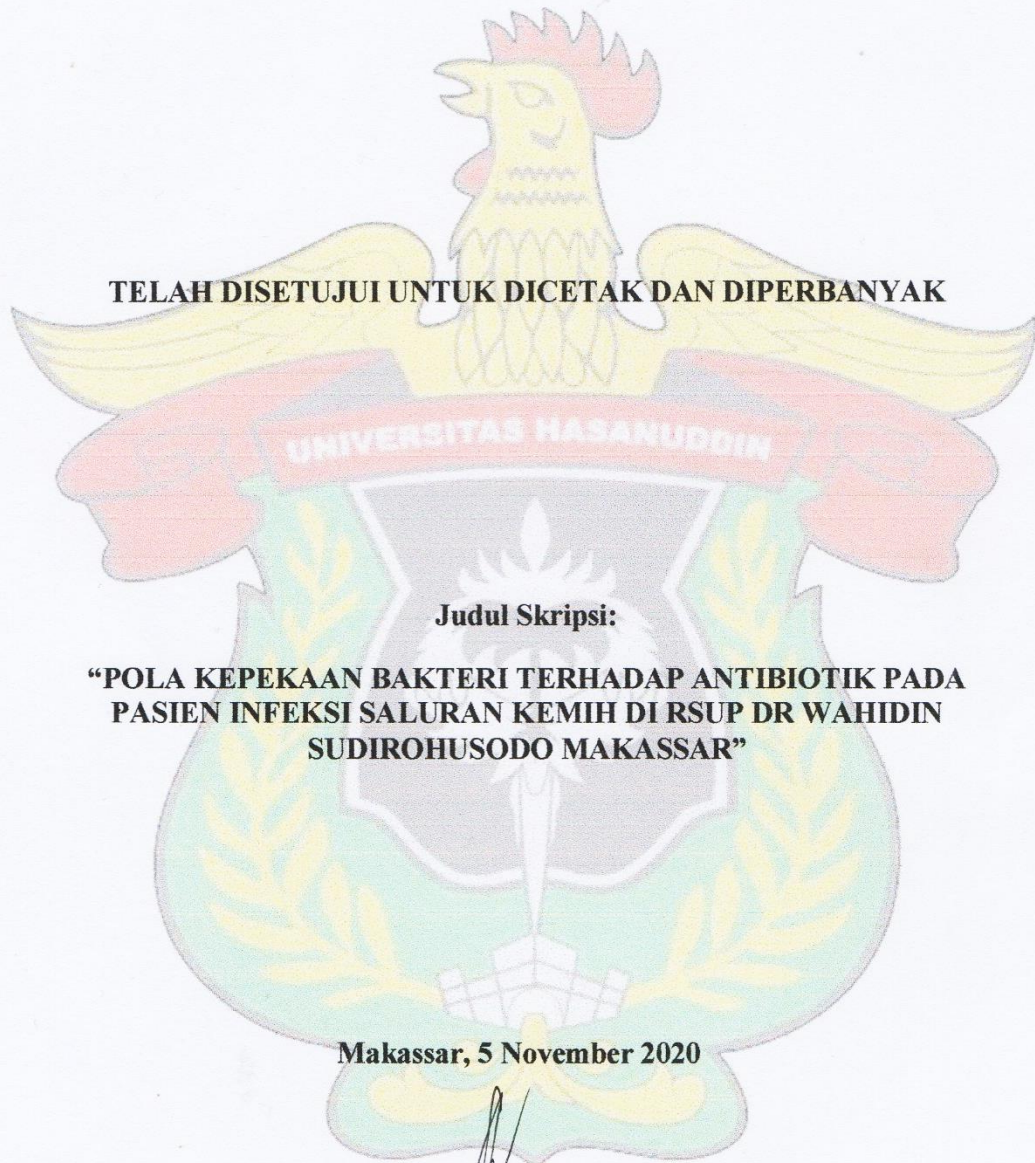 TELAH DISETUJUI UNTUK DICETAK DAN DIPERBANYAK
UNIVERSITAS HASANUDDIN
Judul Skripsi:
“POLA KEPEKAAN BAKTERI TERHADAP ANTIBIOTIK PADA
PASIEN INFEKSI SALURAN KEMIH DI RSUP DR WAHIDIN
SUDIROHUSODO MAKASSAR”
Makassar, 5 November 2020